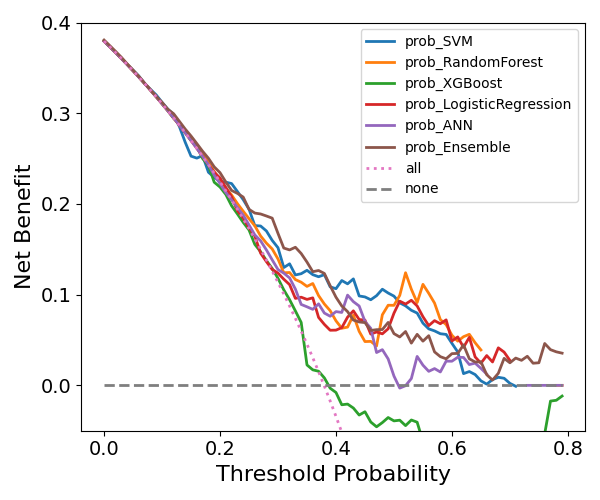 0.4
0.3
0.2
0.1
0.0
Net Benefit
prob_SVM
prob_RandomForest
prob_XGBoost
prob_LogisticRegression
prob_ANN
prob_Ensemble
all
none
0.0 0.2 0.4 0.6 0.8
Threshold Probability